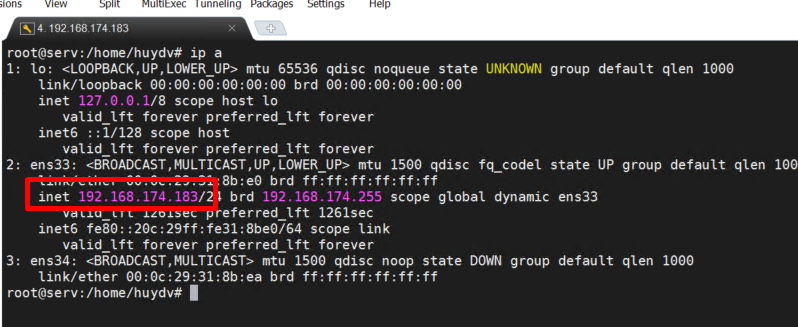 sions View Split MultiExec Tunneling Packages Settings Help
4. 192.168.174.183
root@serv:/home/huydv# ip a
1: lo: <LOOPBACK,UP,LOWER_UP> mtu 65536 qdisc noqueue state UNKNOWN group default qlen 1000
link/loopback 00:00:00:00:00:00 brd 00:00:00:00:00:00
inet 127.0.0.1/8 scope host lo
valid_lft forever preferred_lft forever
inet6 ::1/128 scope host
valid_lft forever preferred_lft forever
2: ens33: <BROADCAST,MULTICAST,UP,LOWER_UP> mtu 1500 qdisc fq_codel state UP group default qlen 100
link/ether 00:0c:29:31:8b:e0 brd ff:ff:ff:ff:ff:ff
inet 192.168.174.183/24 brd 192.168.174.255 scope global dynamic ens33
valid_lft 1261sec preferred_lft 1261sec
inet6 fe80::20c:29ff:fe31:8be0/64 scope link
valid_lft forever preferred_lft forever
3: ens34: <BROADCAST,MULTICAST> mtu 1500 qdisc noop state DOWN group default qlen 1000
link/ether 00:0c:29:31:8b:ea brd ff:ff:ff:ff:ff:ff
root@serv:/home/huydv#